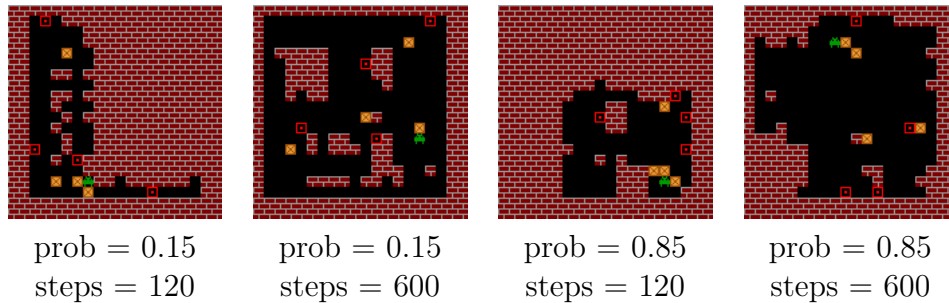 prob = 0.15
steps = 120
prob = 0.15
steps = 600
prob = 0.85
steps = 120
prob = 0.85
steps = 600